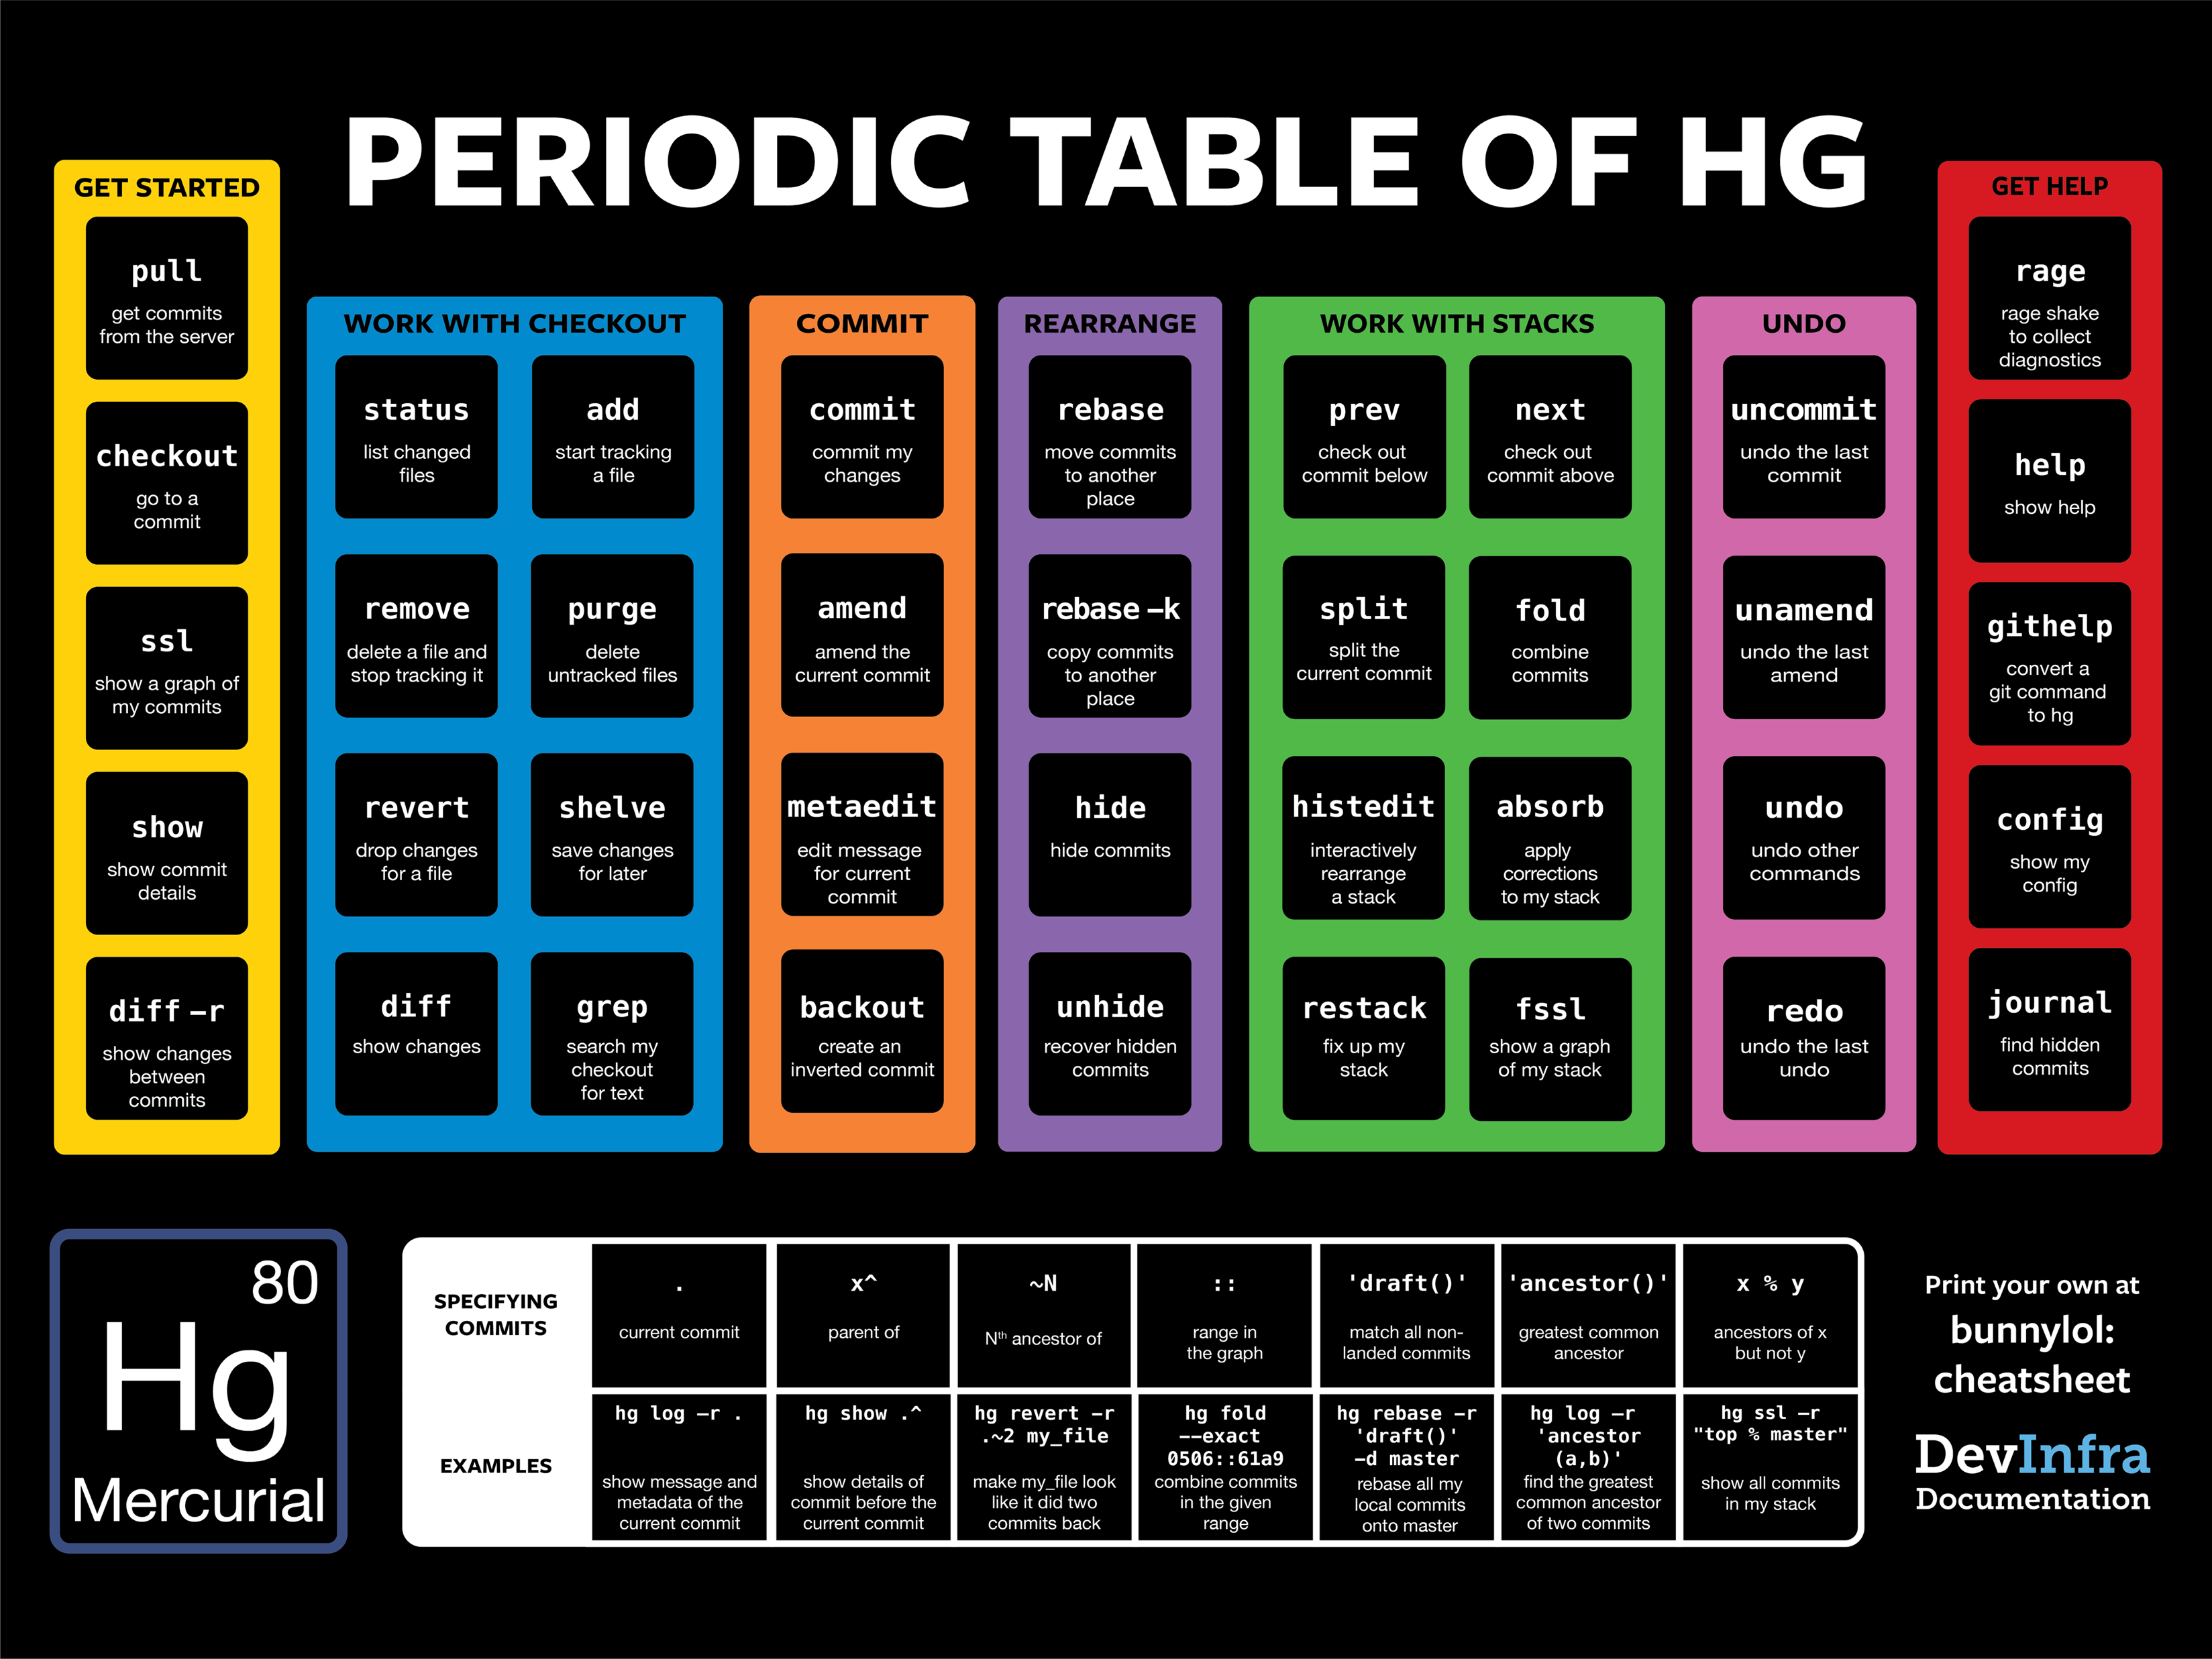 PERIODIC TABLE OF HG
GET STARTED
pull
get commits
from the server
checkout
go to a
commit
ssl
show a graph of
my commits
show
show commit
details
diff –r
show changes
between
commits
WORK WITH CHECKOUT
status
list changed
files
add
start tracking
a file
remove
delete a file and
stop tracking it
purge
delete
untracked files
revert
drop changes
for a file
shelve
save changes
for later
diff
show changes
grep
search my
checkout
for text
COMMIT
commit
commit my
changes
amend
amend the
current commit
metaedit
edit message
for current
commit
backout
create an
inverted commit
REARRANGE
rebase
move commits
to another
place
rebase –k
copy commits
to another
place
hide
hide commits
unhide
recover hidden
commits
WORK WITH STACKS
prev
check out
commit below
next
check out
commit above
split
split the
current commit
fold
combine
commits
histedit
interactively
rearrange
a stack
absorb
apply
corrections
to my stack
restack
fix up my
stack
fssl
show a graph
of my stack
UNDO
uncommit
undo the last
commit
unamend
undo the last
amend
undo
undo other
commands
redo
undo the last
undo
GET HELP
rage
rage shake
to collect
diagnostics
help
show help
githelp
convert a
git command
to hg
config
show my
config
journal
find hidden
commits
80
Hg
Mercurial
SPECIFYING
COMMITS
.
current commit
x^
parent of
~N
Nth ancestor of
::
range in
the graph
'draft()'
match all non-
landed commits
'ancestor()'
greatest common
ancestor
x % y
ancestors of x
but not y
EXAMPLES
hg log –r .
show message and
metadata of the
current commit
hg show .^
show details of
commit before the
current commit
hg revert –r
.~2 my_file
make my_file look
like it did two
commits back
hg fold
––exact
0506::61a9
combine commits
in the given
range
hg rebase –r
'draft()'
–d master
rebase all my
local commits
onto master
hg log –r
'ancestor
(a,b)'
find the greatest
common ancestor
of two commits
hg ssl –r
"top % master"
show all commits
in my stack
Print your own at
bunnylol:
cheatsheet
DevInfra
Documentation